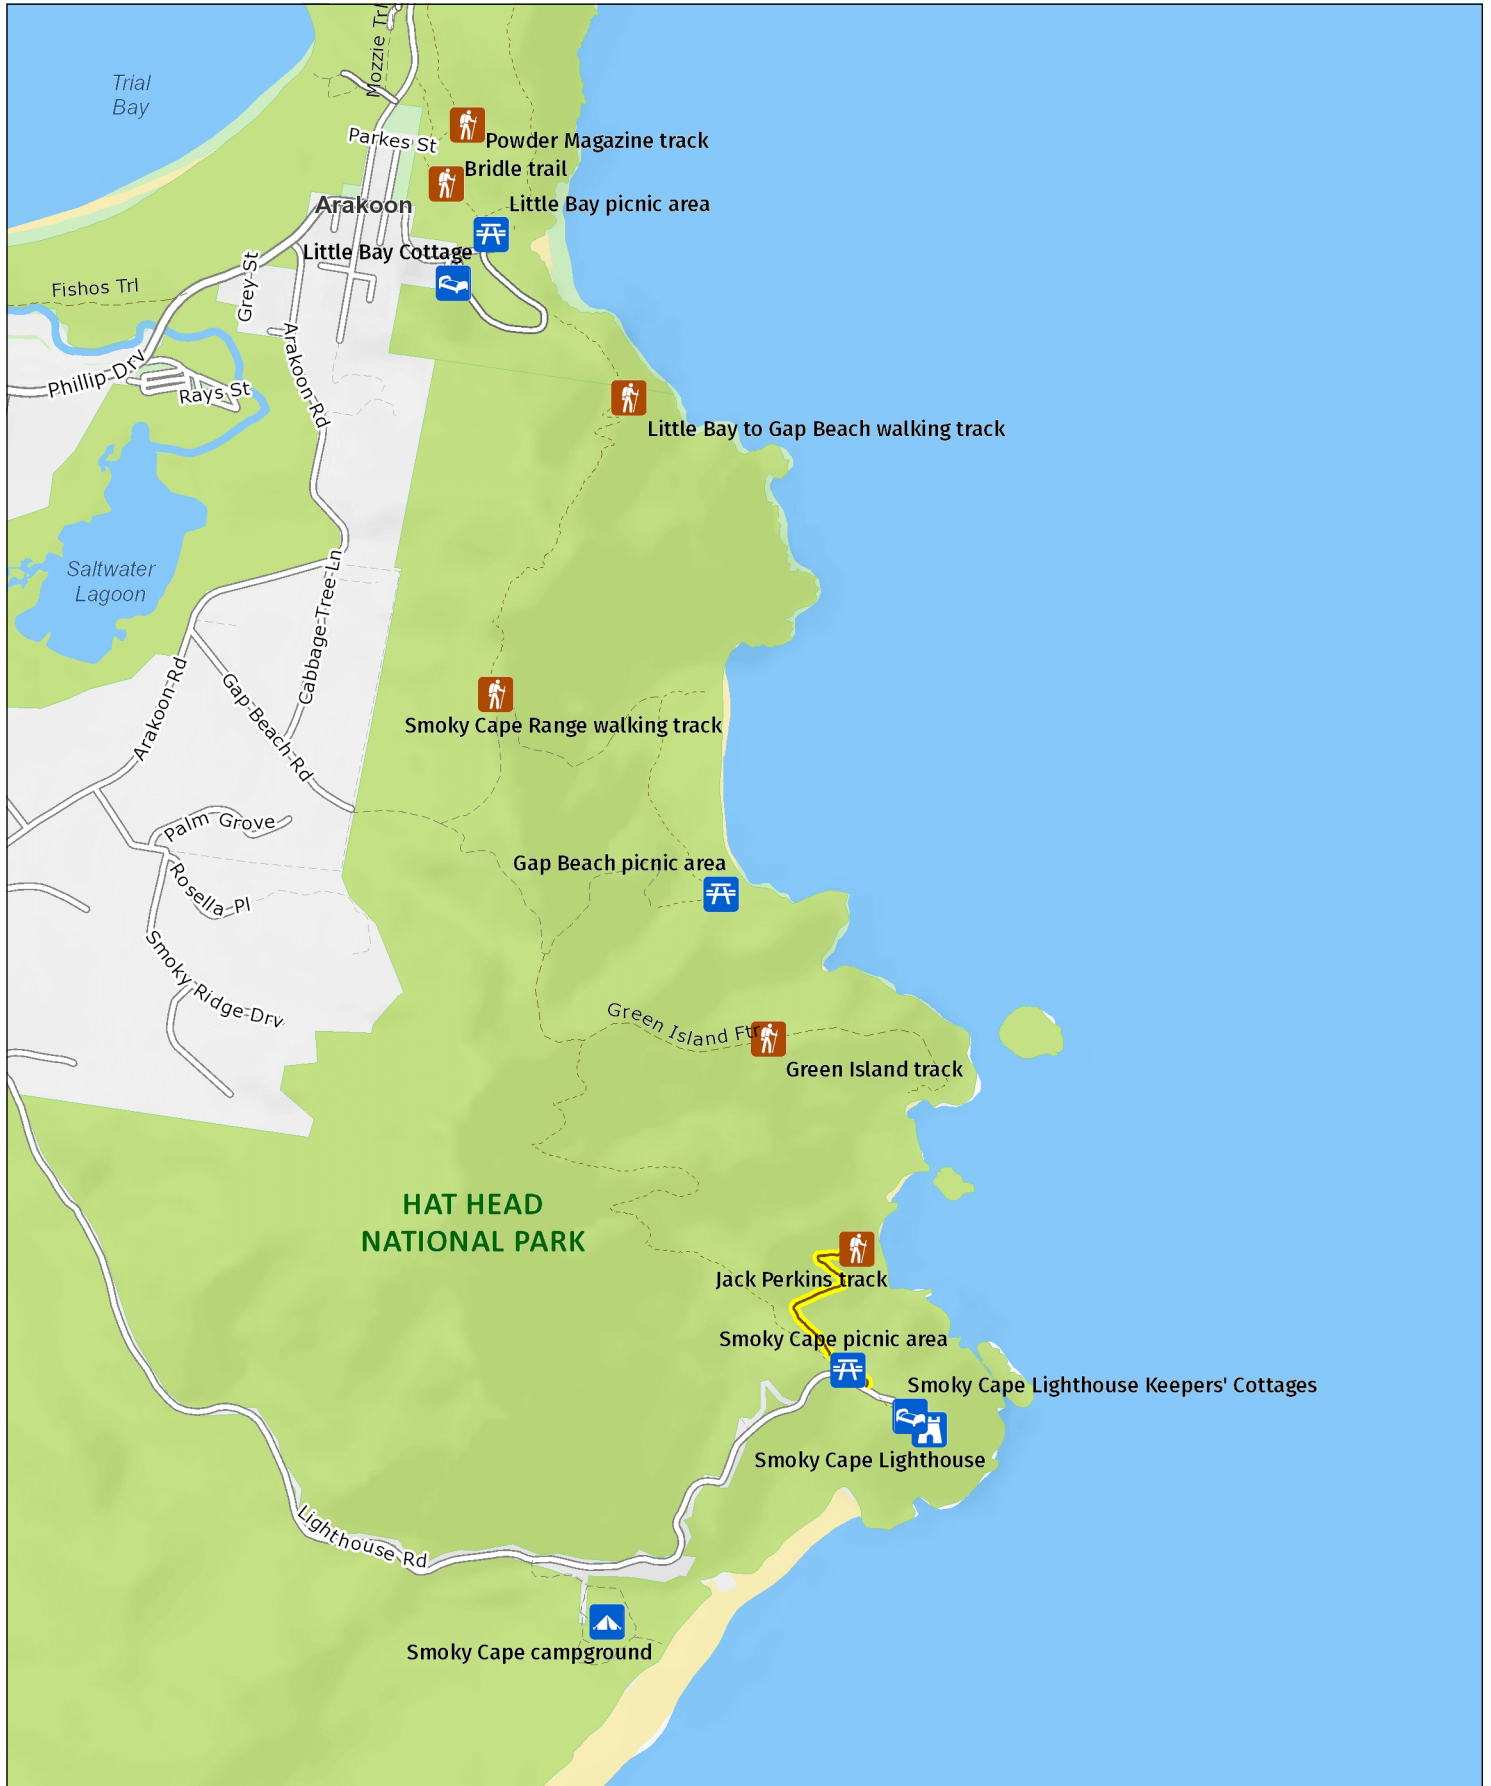 Mozzie Trl
Trial
Bay
Parkes St
Powder Magazine track
Bridle trail
Arakoon
Little Bay picnic area
Little Bay Cottage
Grey St
Fishos Trl
Phillip Drv
Rays St
Arakoon Rd
Little Bay to Gap Beach walking track
Saltwater
Lagoon
Cabbage Tree Ln
Arakoon Rd
Gap Beach Rd
Smoky Cape Range walking track
Palm Grove
Rosella Pl
Gap Beach picnic area
Smoky Ridge Drv
Green Island Ftr
Green Island track
HAT HEAD
NATIONAL PARK
Jack Perkins track
Smoky Cape picnic area
Smoky Cape Lighthouse Keepers' Cottages
Smoky Cape Lighthouse
Lighthouse Rd
Smoky Cape campground